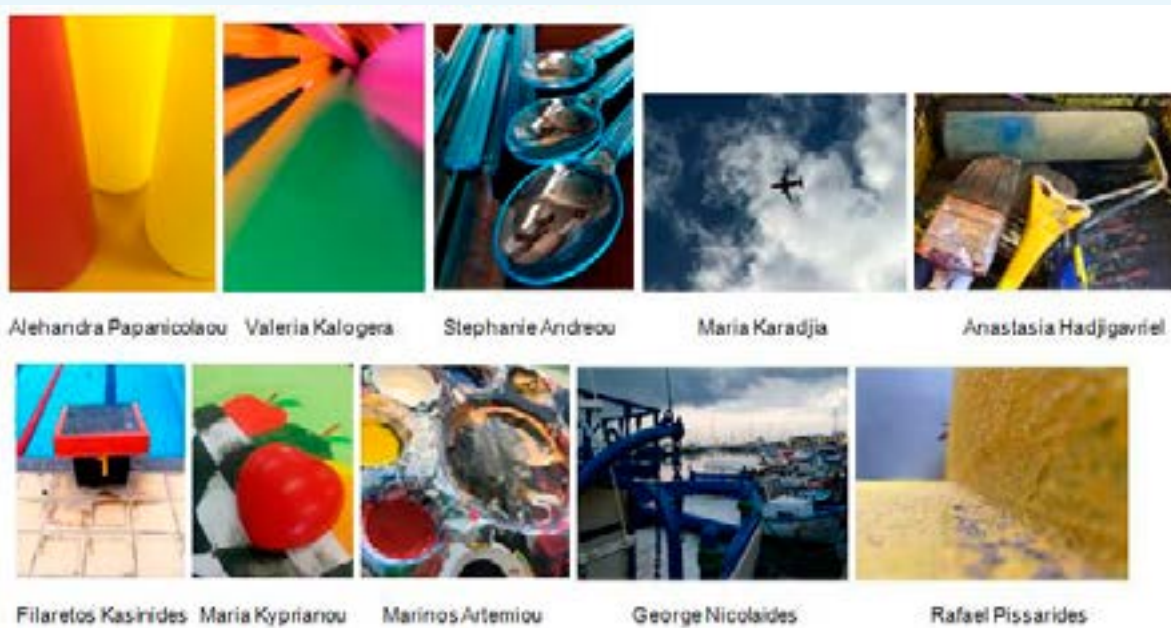 Alehandra Papanicolaou
Valeria Kalogera
Stephanie Andreou
Maria Karadjia
Anastasia Hadjigavriel
Filaretos Kasinides
Maria Kyprianou
Marinos Artemiou
George Nicolaides
Rafael Pissarides